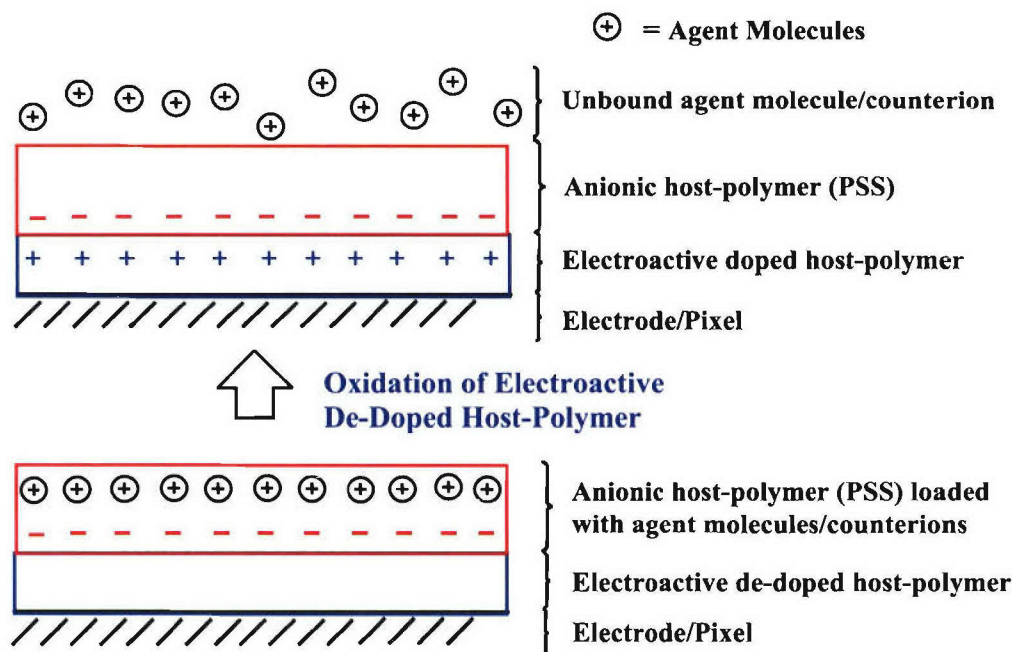 = Agent Molecules
Unbound agent molecule/counterion
Anionic host-polymer (PSS)
Electroactive doped host-polymer
Electrode/Pixel
Oxidation of Electroactive
De-Doped Host-Polymer
Anionic host-polymer (PSS) loaded
with agent molecules/counterions
Electroactive de-doped host-polymer
Electrode/Pixel